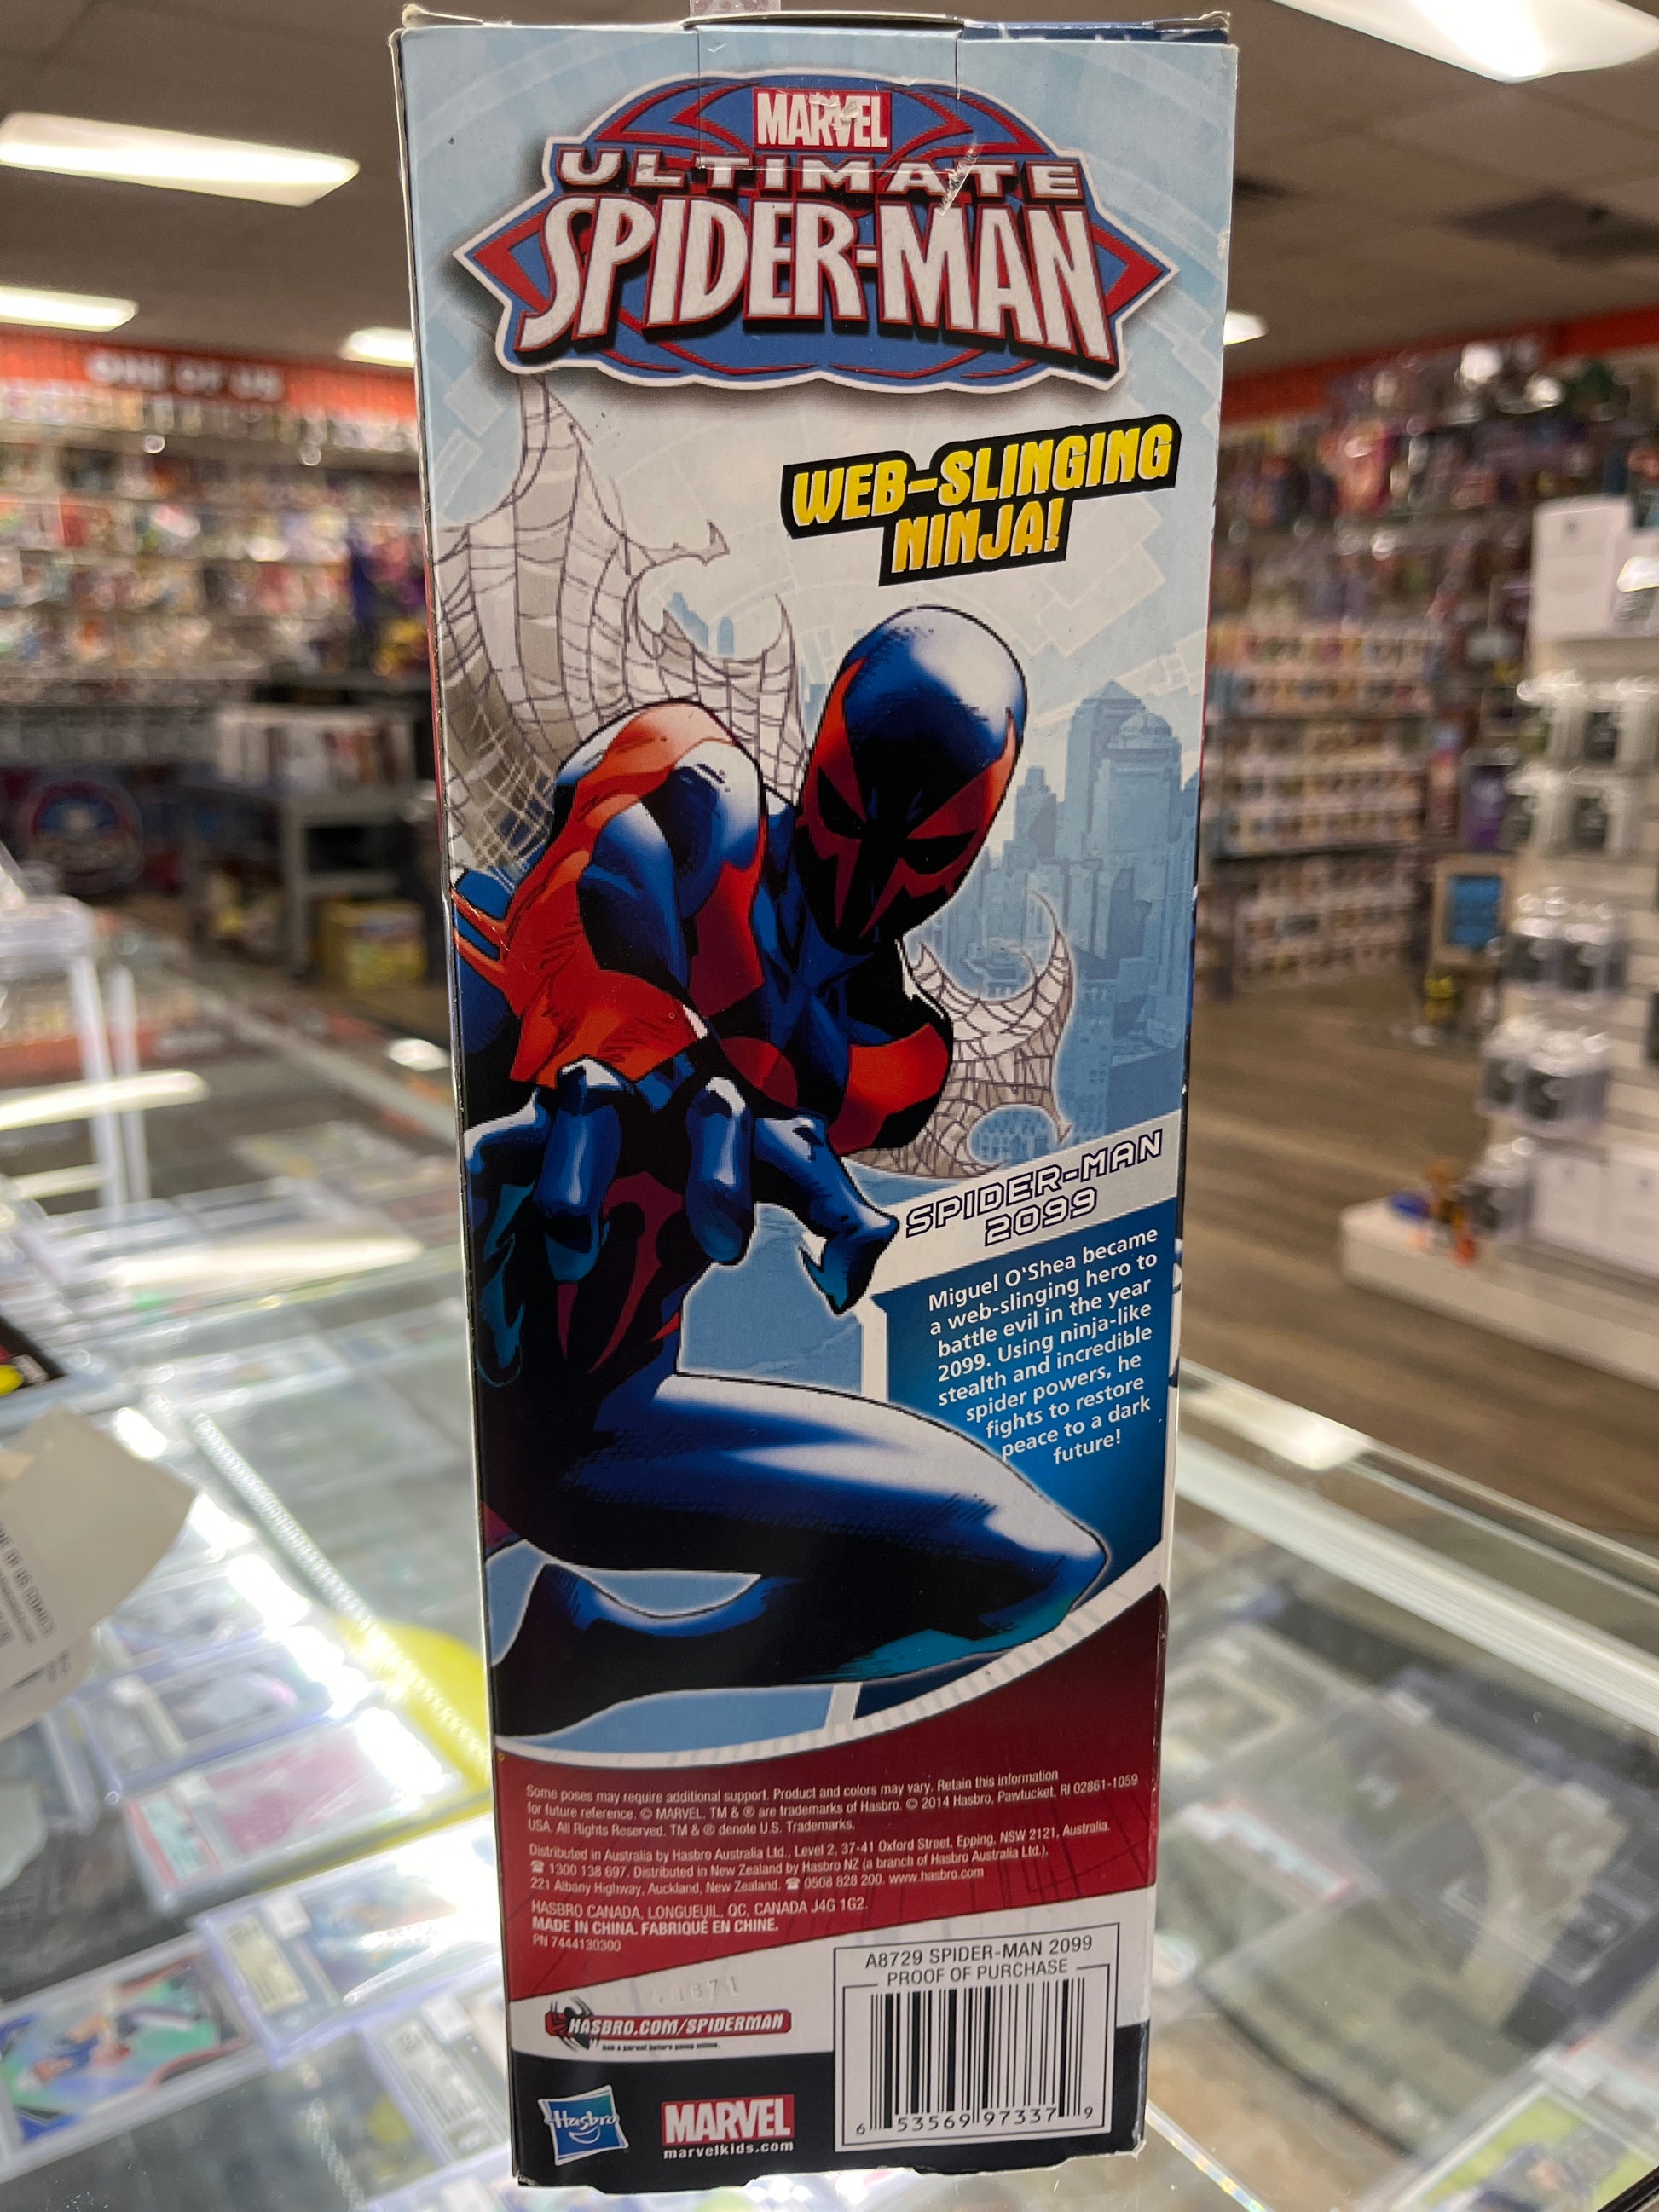 MARVEL
ULTIMATE
SPIDER-MAN
ONE OF US
WEB-SLINGING
NINJA!
SPIDER-MAN
2099
Miguel O'Shea became
a web-slinging hero to
battle evil in the year
2099. Using ninja-like
stealth and incredible
spider powers, he
fights to restore
peace to a dark
future!
Some poses may require additional support. Product and colors may vary. Retain this information
for future reference. © MARVEL. TM & ® are trademarks of Hasbro. © 2014 Hasbro, Pawtucket, RI 02861-1059
USA. All Rights Reserved. TM & ® denote U.S. Trademarks.
Distributed in Australia by Hasbro Australia Ltd., Level 2, 37-41 Oxford Street, Epping, NSW 2121, Australia.
☎ 1300 138 697. Distributed in New Zealand by Hasbro NZ (a branch of Hasbro Australia Ltd.),
221 Albany Highway, Auckland, New Zealand. ☎ 0508 828 200. www.hasbro.com
HASBRO CANADA, LONGUEUIL, QC, CANADA J4G 1G2.
MADE IN CHINA. FABRIQUÉ EN CHINE.
PN 7444130300
A8729 SPIDER-MAN 2099
PROOF OF PURCHASE
HASBRO.COM/SPIDERMAN
Ask a parent before going online.
Hasbro
MARVEL
marvelkids.com
6 53569 97337 9